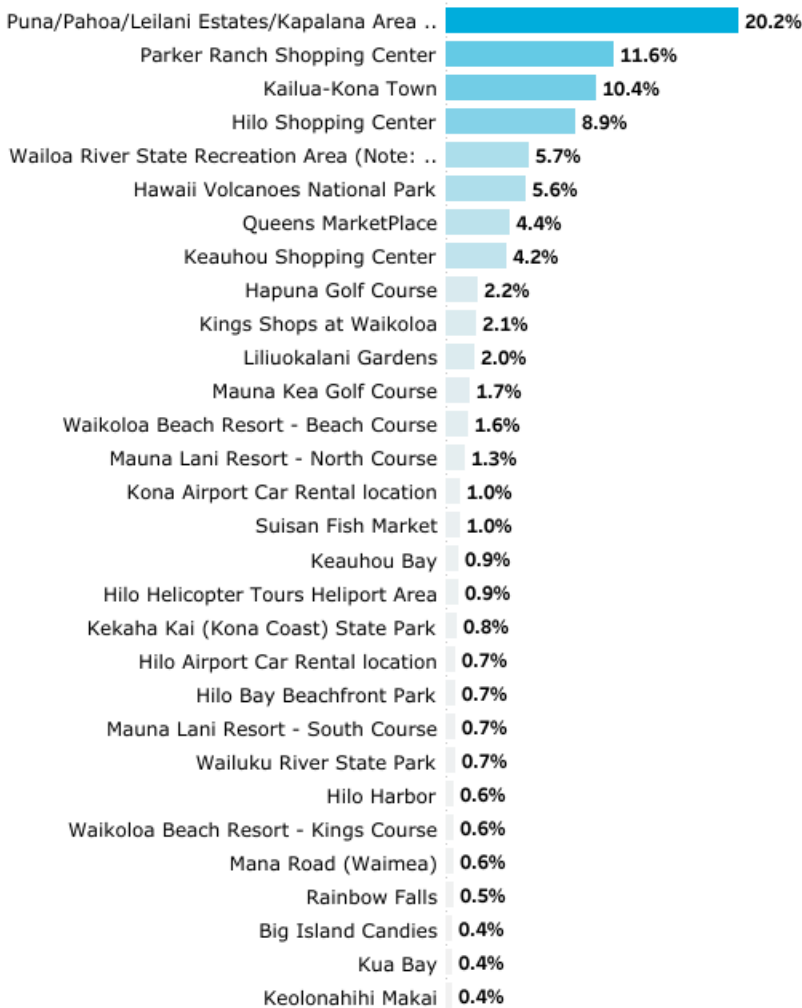 Puna/Pahoa/Leilani Estates/Kapalana Area .. 20.2%
Parker Ranch Shopping Center 11.6%
Kailua-Kona Town 10.4%
Hilo Shopping Center 8.9%
Wailoa River State Recreation Area (Note: .. 5.7%
Hawaii Volcanoes National Park 5.6%
Queens MarketPlace 4.4%
Keauhou Shopping Center 4.2%
Hapuna Golf Course 2.2%
Kings Shops at Waikoloa 2.1%
Liliuokalani Gardens 2.0%
Mauna Kea Golf Course 1.7%
Waikoloa Beach Resort - Beach Course 1.6%
Mauna Lani Resort - North Course 1.3%
Kona Airport Car Rental location 1.0%
Suisan Fish Market 1.0%
Keauhou Bay 0.9%
Hilo Helicopter Tours Heliport Area 0.9%
Kekaha Kai (Kona Coast) State Park 0.8%
Hilo Airport Car Rental location 0.7%
Hilo Bay Beachfront Park 0.7%
Mauna Lani Resort - South Course 0.7%
Wailuku River State Park 0.7%
Hilo Harbor 0.6%
Waikoloa Beach Resort - Kings Course 0.6%
Mana Road (Waimea) 0.6%
Rainbow Falls 0.5%
Big Island Candies 0.4%
Kua Bay 0.4%
Keolonahihi Makai 0.4%